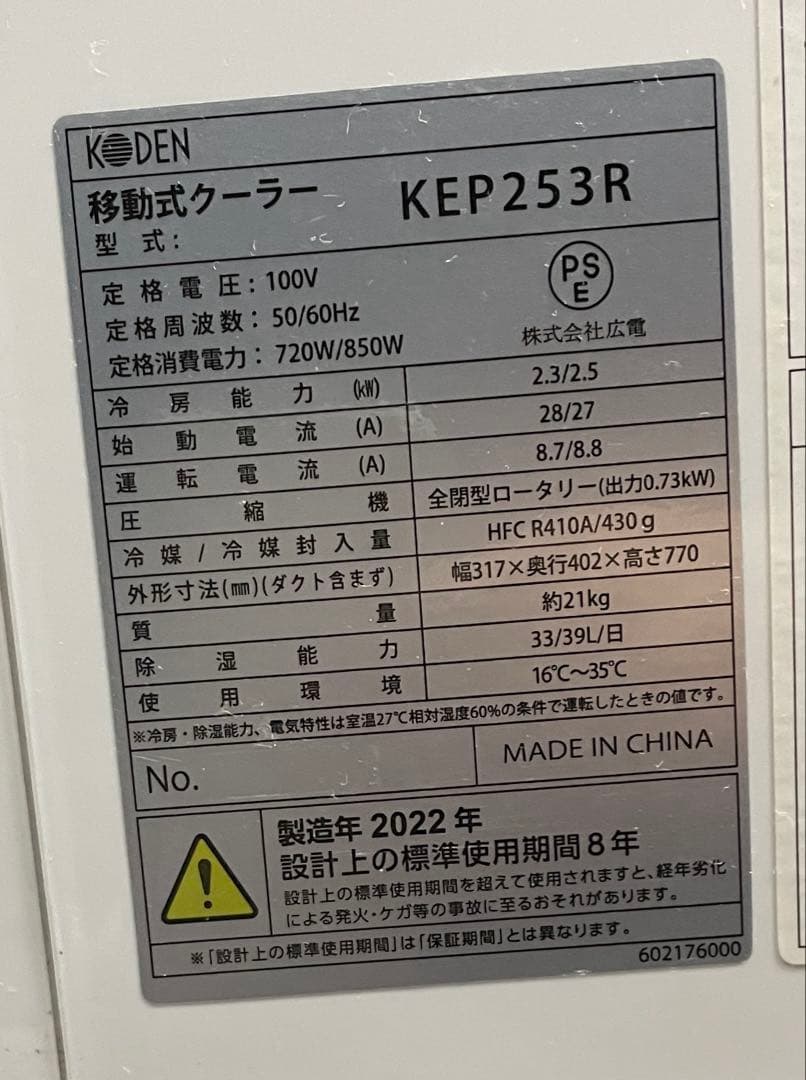 KODEN
移動式クーラー
型式: KEP253R
定格電圧: 100V
定格周波数: 50/60Hz
定格消費電力: 720W/850W
PS
E
株式会社広電
冷房能力(kW) 2.3/2.5
始動電流(A) 28/27
運転電流(A) 8.7/8.8
圧縮機 全閉型ロータリー(出力0.73kW)
冷媒/冷媒封入量 HFC R410A/430g
外形寸法(mm)(ダクト含まず) 幅317×奥行402×高さ770
質量 約21kg
除湿能力 33/39L/日
使用環境 16℃~35℃
※冷房・除湿能力、電気特性は室温27℃相対湿度60%の条件で運転したときの値です。
No. MADE IN CHINA
製造年 2022年
設計上の標準使用期間8年
設計上の標準使用期間を超えて使用されますと、経年劣化
による発火・ケガ等の事故に至るおそれがあります。
※「設計上の標準使用期間」は「保証期間」とは異なります。
602176000